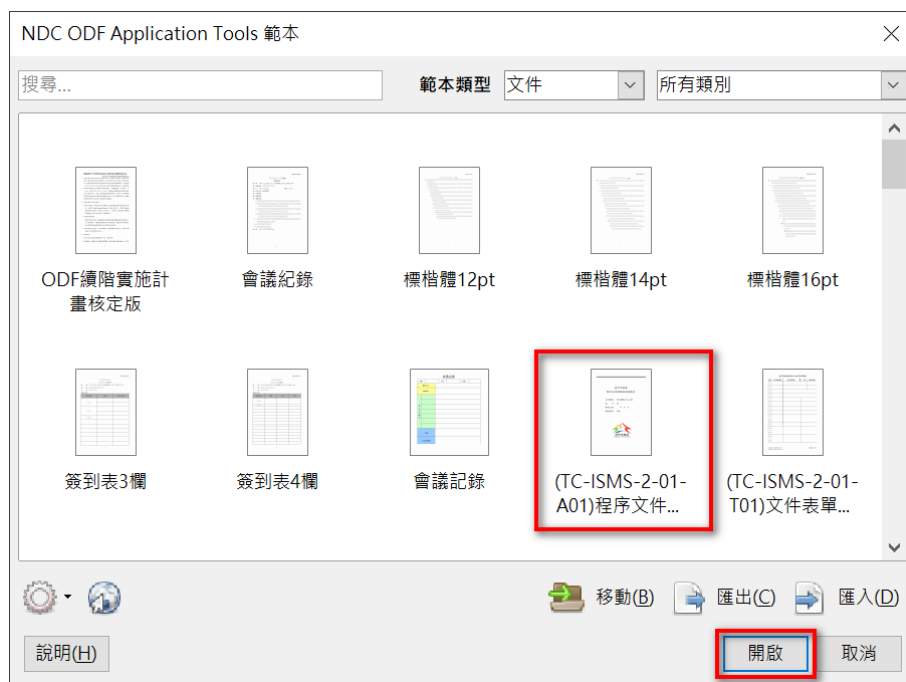 NDC ODF Application Tools 範本
搜尋...
範本類型 文件 所有類別
ODF續階實施計
畫核定版
會議紀錄
標楷體12pt
標楷體14pt
標楷體16pt
簽到表3欄
簽到表4欄
會議記錄
(TC-ISMS-2-01-
A01)程序文件...
(TC-ISMS-2-01-
T01)文件表單...
移動(B) 匯出(C) 匯入(D)
說明(H) 開啟 取消